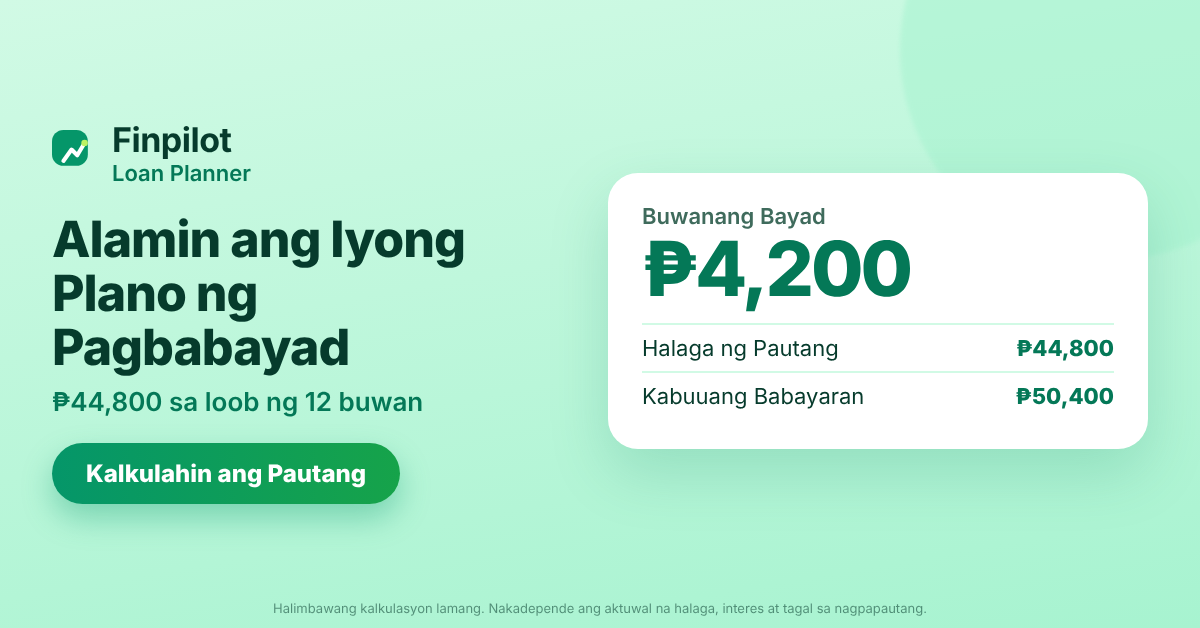 Finpilot
Loan Planner
Alamin ang Iyong
Plano ng
Pagbabayad
₱44,800 sa loob ng 12 buwan
Kalkulahin ang Pautang
Buwanang Bayad
₱4,200
Halaga ng Pautang ₱44,800
Kabuuang Babayaran ₱50,400
Halimbawang kalkulasyon lamang. Nakadepende ang aktuwal na halaga, interes at tagal sa nagpapautang.